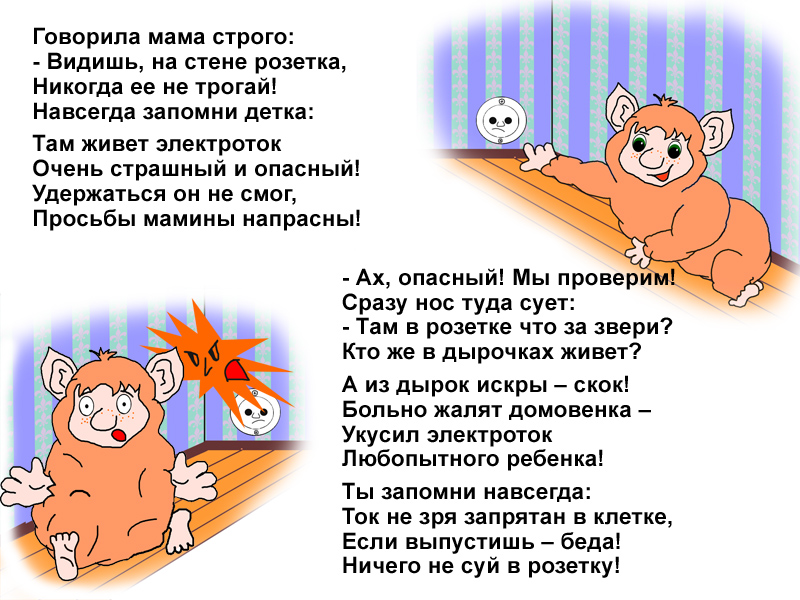 Говорила мама строго:
- Видишь, на стене розетка,
Никогда ее не трогай!
Навсегда запомни детка:
Там живет электроток
Очень страшный и опасный!
Удержаться он не смог,
Просьбы мамины напрасны!
- Ах, опасный! Мы проверим!
Сразу нос туда сует:
- Там в розетке что за звери?
Кто же в дырочках живет?
А из дырок искры – скок!
Больно жалят домовенка –
Укусил электроток
Любопытного ребенка!
Ты запомни навсегда:
Ток не зря запрятан в клетке,
Если выпустишь – беда!
Ничего не суй в розетку!